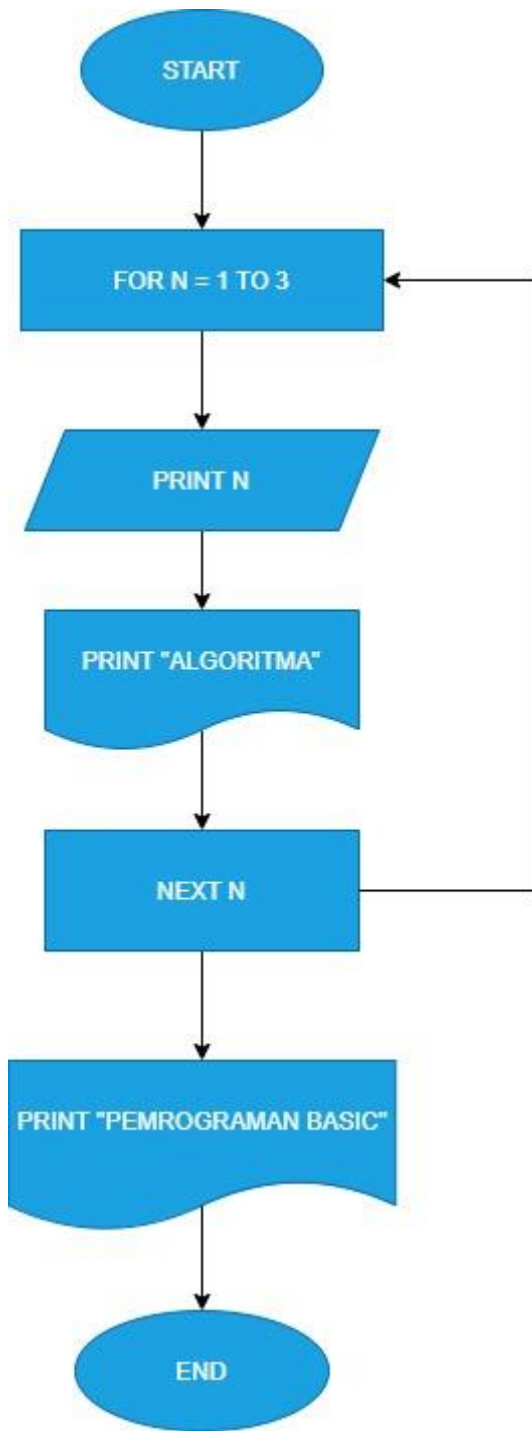 START
FOR N = 1 TO 3
PRINT N
PRINT "ALGORITMA"
NEXT N
PRINT "PEMROGRAMAN BASIC"
END